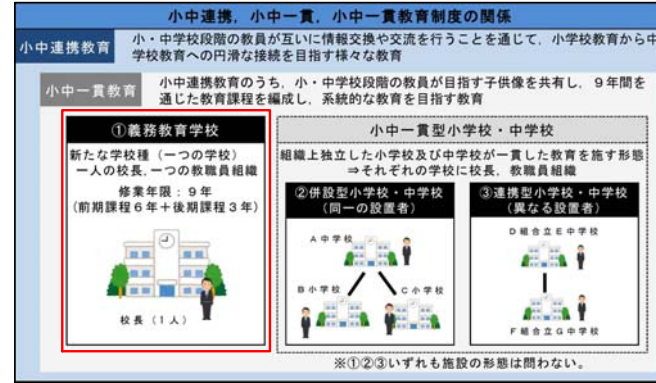 小中連携，小中一貫，小中一貫教育制度の関係
小中連携教育
小・中学校段階の教員が互いに情報交換や交流を行うことを通じて，小学校教育から中
学校教育への円滑な接続を目指す様々な教育
小中一貫教育
小中連携教育のうち，小・中学校段階の教員が目指す子供像を共有し，９年間を
通じた教育課程を編成し，系統的な教育を目指す教育
①義務教育学校
新たな学校種（一つの学校）
一人の校長，一つの教職員組織
修業年限：９年
（前期課程６年＋後期課程３年）
校長（１人）
小中一貫型小学校・中学校
組織上独立した小学校及び中学校が一貫した教育を施す形態
⇒それぞれの学校に校長，教職員組織
②併設型小学校・中学校
（同一の設置者）
Ａ中学校
Ｂ小学校
Ｃ小学校
③連携型小学校・中学校
（異なる設置者）
Ｄ組合立Ｅ中学校
Ｆ組合立Ｇ中学校
※①②③いずれも施設の形態は問わない。